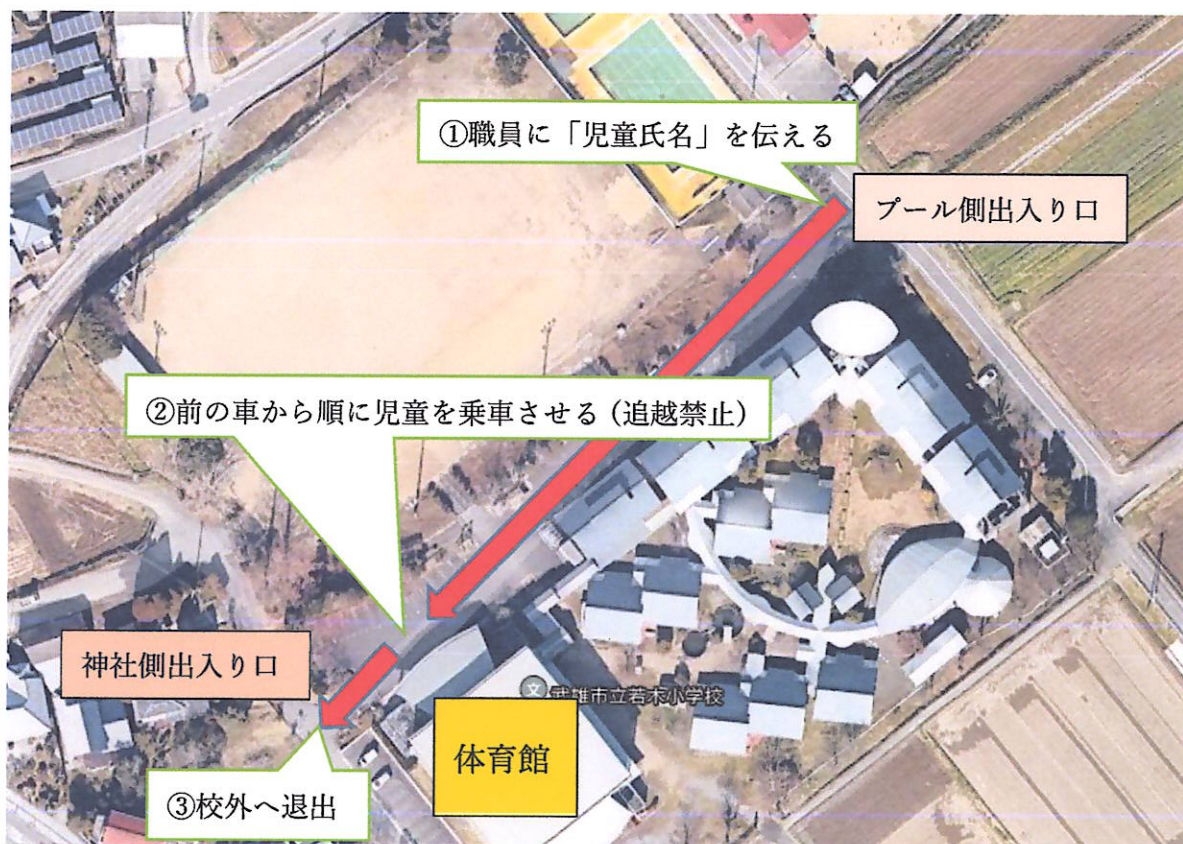 ①職員に「児童氏名」を伝える
プール側出入り口
②前の車から順に児童を乗車させる（追越禁止）
神社側出入り口
文 武雄市立若木小学校
体育館
③校外へ退出